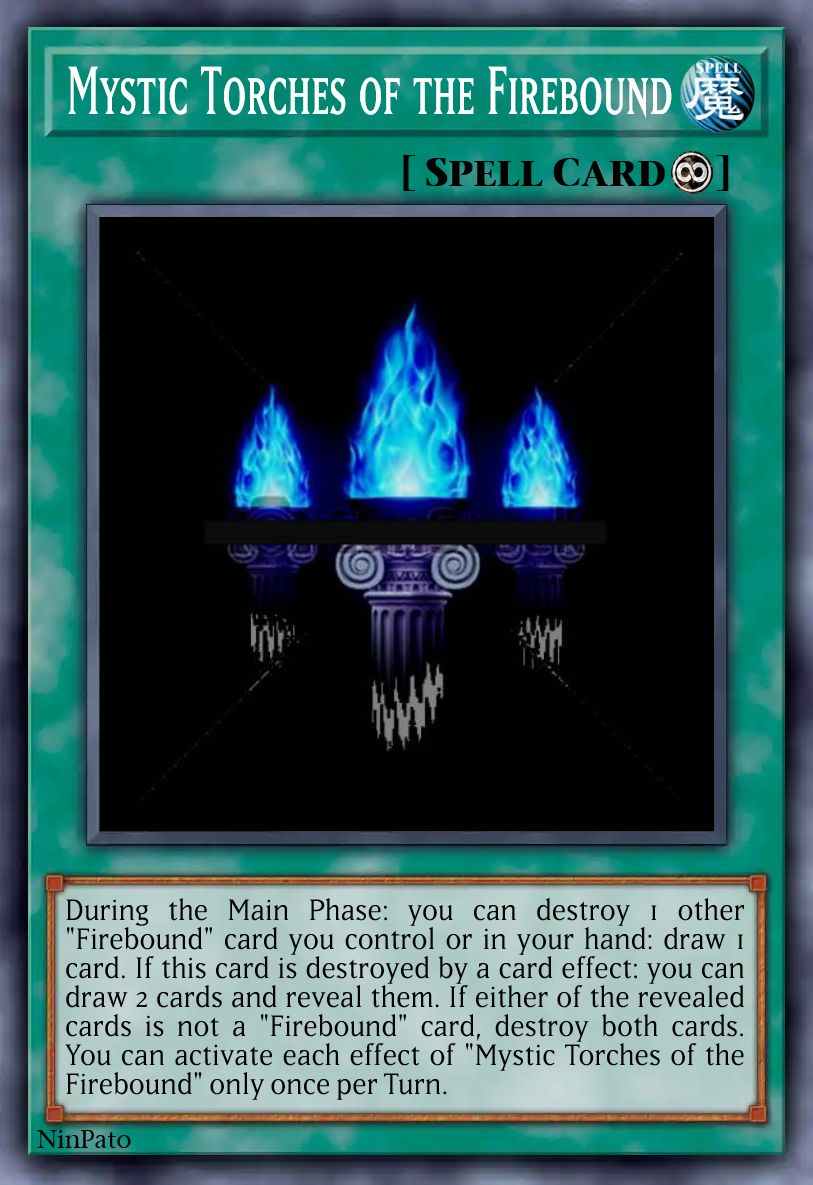 Mystic Torches of the Firebound
SPELL
魔
[ Spell Card ]
During the Main Phase: you can destroy 1 other
"Firebound" card you control or in your hand: draw 1
card. If this card is destroyed by a card effect: you can
draw 2 cards and reveal them. If either of the revealed
cards is not a "Firebound" card, destroy both cards.
You can activate each effect of "Mystic Torches of the
Firebound" only once per Turn.
NinPato